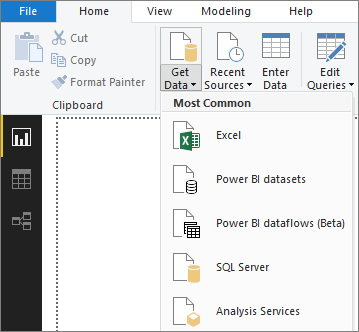 File Home View Modeling
Cut
Copy
Format Painter
Paste
Clipboard
Get Data
Recent Sources
Enter Data
Edit Queries
Most Common
Excel
Power BI datasets
Power BI dataflows (Beta)
SQL Server
Analysis Services